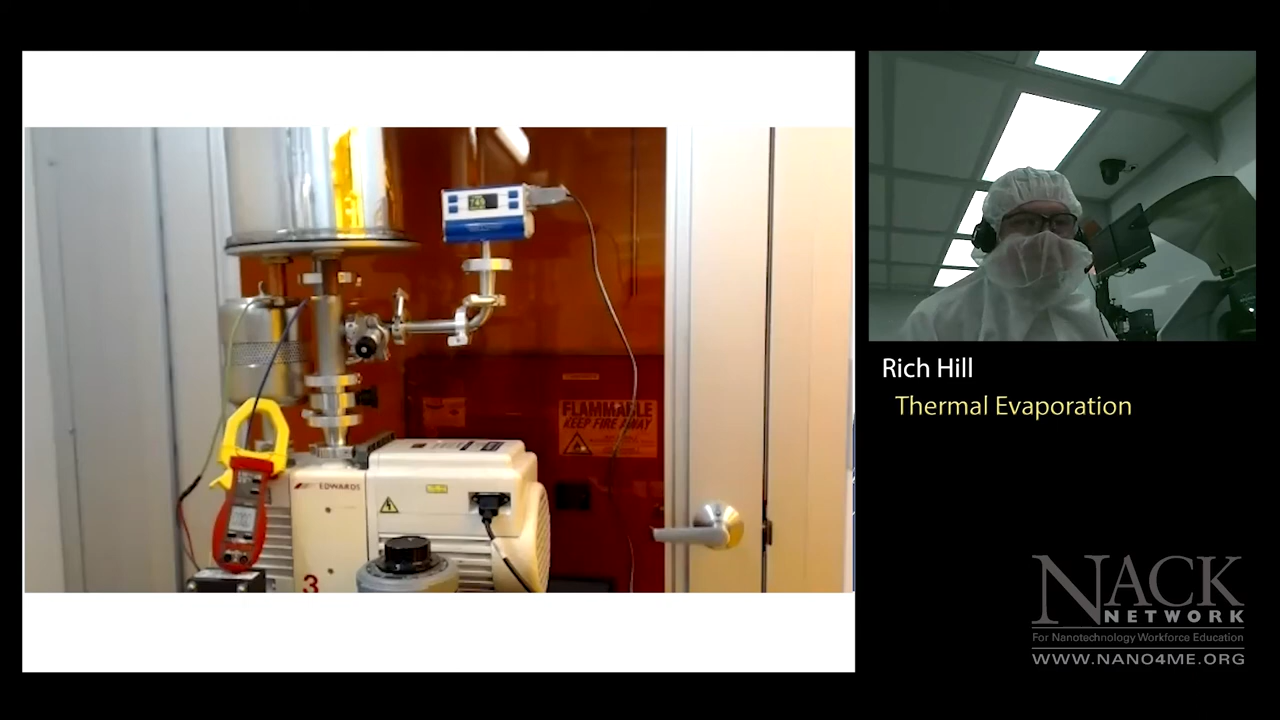 EDWARDS
3
FLAMMABLE
KEEP FIRE AWAY
Rich Hill
Thermal Evaporation
NACK
NETWORK
For Nanotechnology Workforce Education
WWW.NANO4ME.ORG